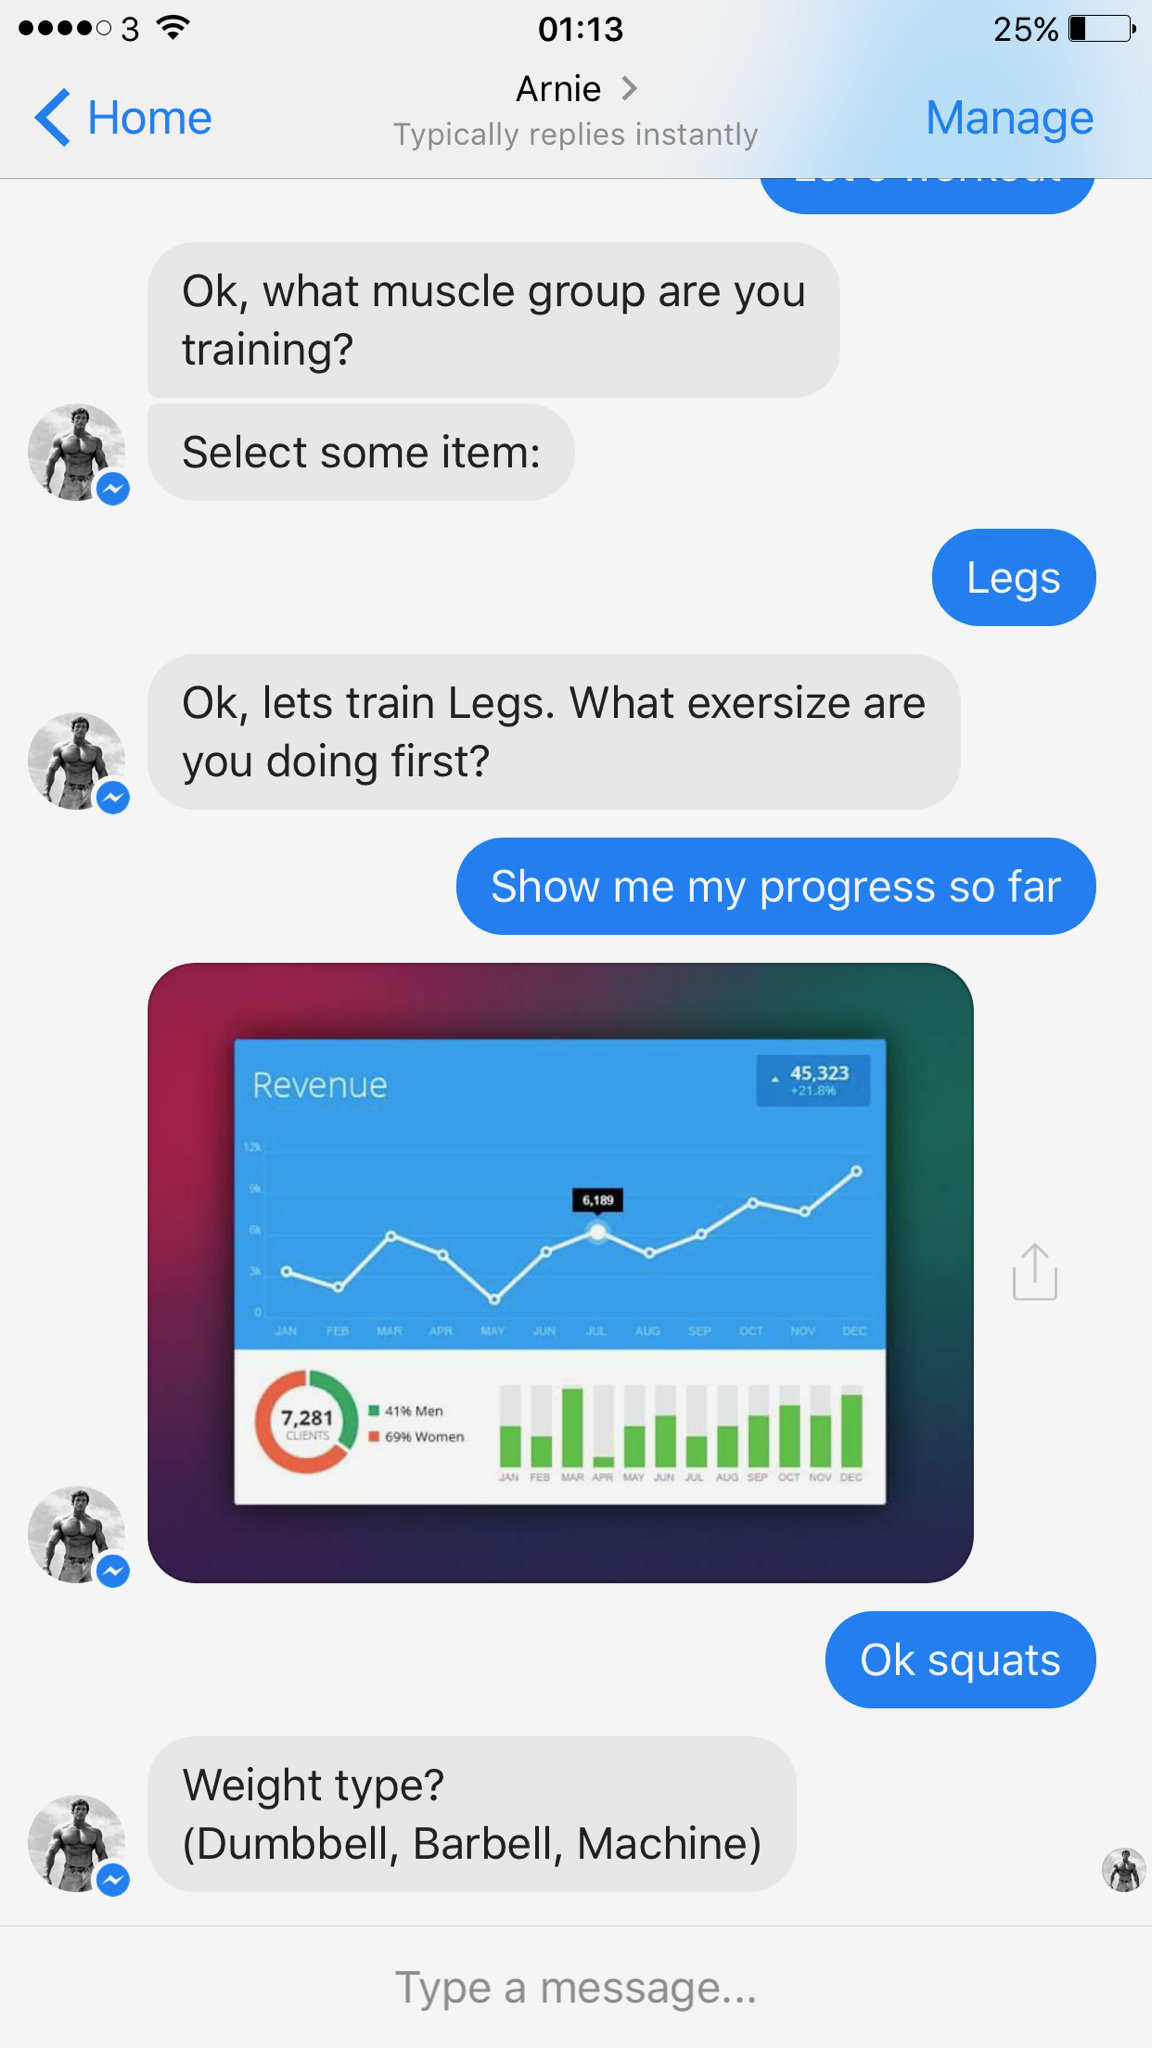 3
01:13
25%
Home
Arnie
Typically replies instantly
Manage
Let's workout
Ok, what muscle group are you
training?
Select some item:
Legs
Ok, lets train Legs. What exersize are
you doing first?
Show me my progress so far
Revenue
45,323
+21.8%
12k
9k
6k
3k
0
6,189
JAN FEB MAR APR MAY JUN JUL AUG SEP OCT NOV DEC
7,281
CLIENTS
41% Men
69% Women
JAN FEB MAR APR MAY JUN JUL AUG SEP OCT NOV DEC
Ok squats
Weight type?
(Dumbbell, Barbell, Machine)
Type a message...